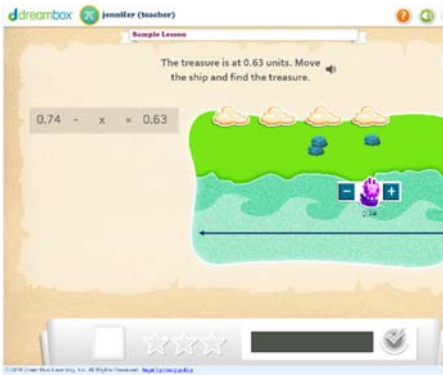 dreambox jennifer (teacher)
Sample Lesson
The treasure is at 0.63 units. Move
the ship and find the treasure.
0.74 - x = 0.63
- +
0.74